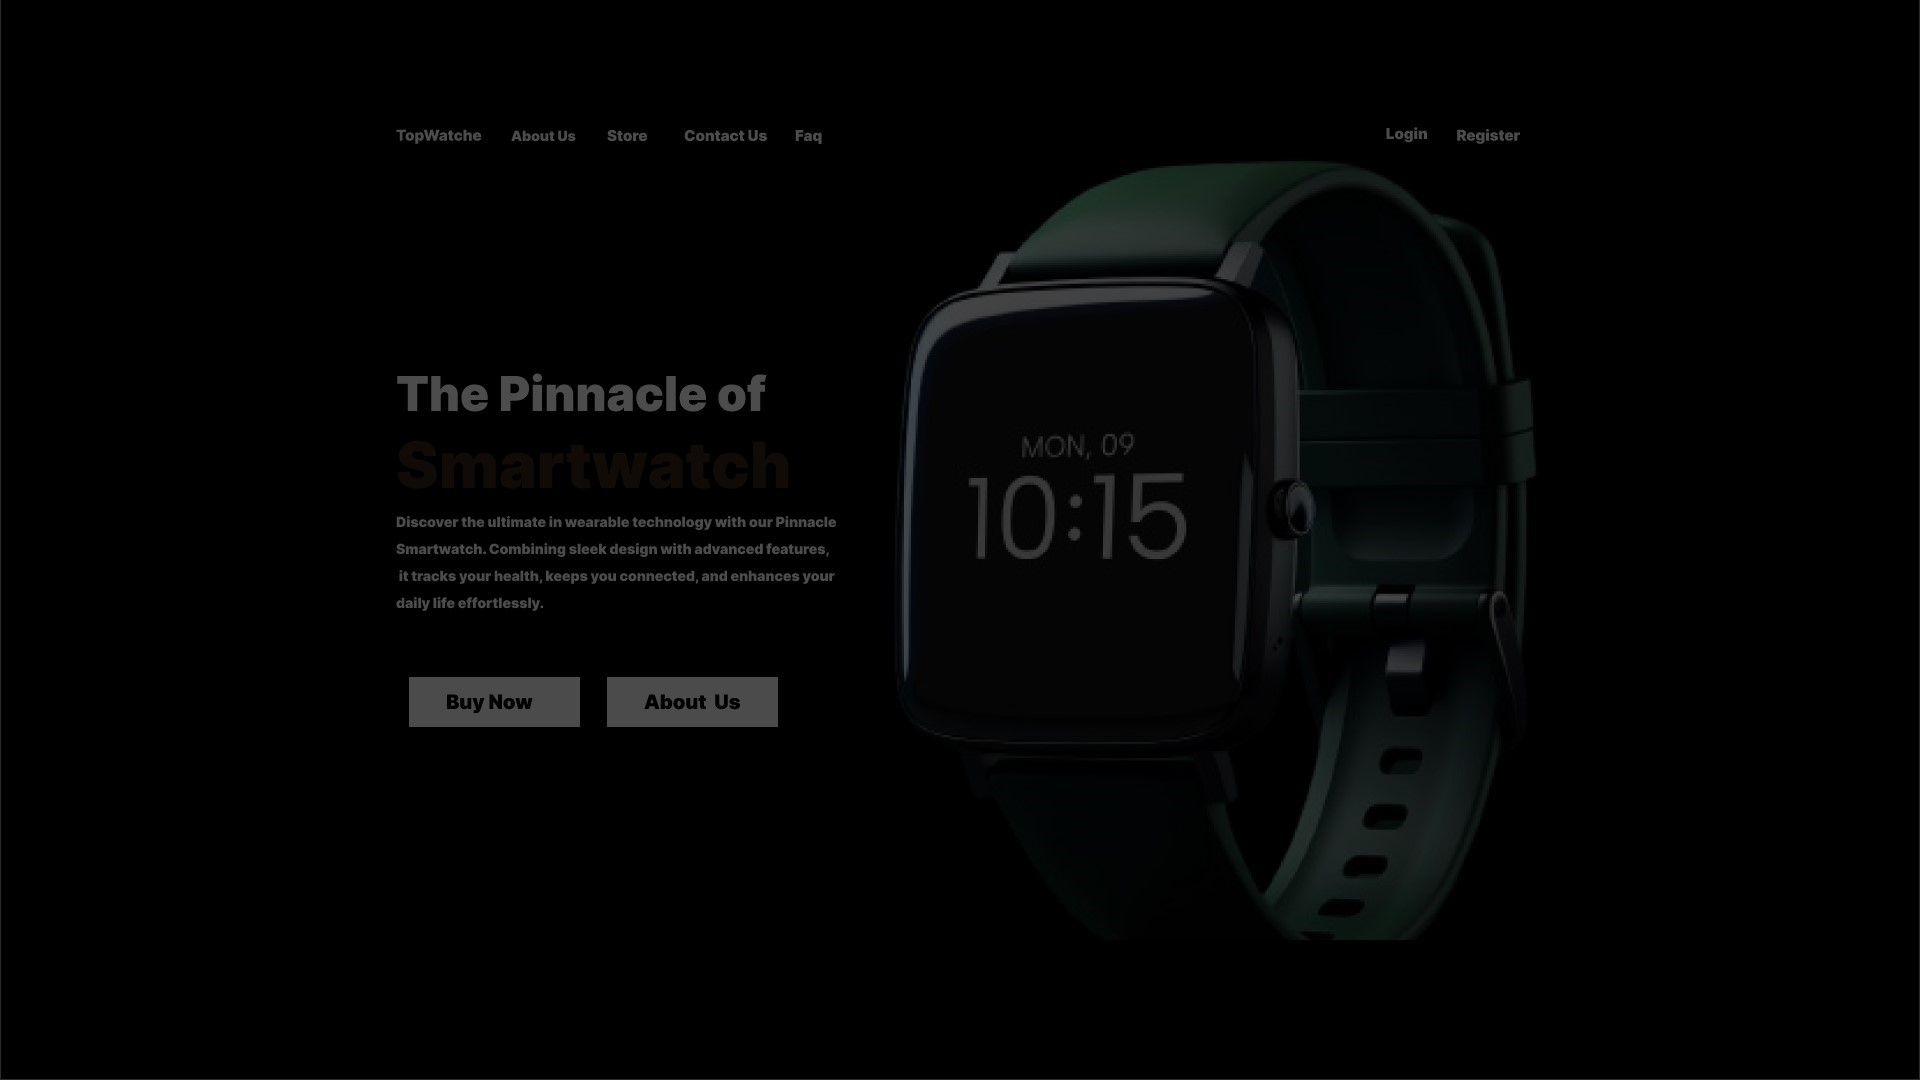 TopWatche About Us Store Contact Us Faq Login Register
The Pinnacle of
Smartwatch
Discover the ultimate in wearable technology with our Pinnacle
Smartwatch. Combining sleek design with advanced features,
it tracks your health, keeps you connected, and enhances your
daily life effortlessly.
Buy Now About Us
MON, 09
10:15